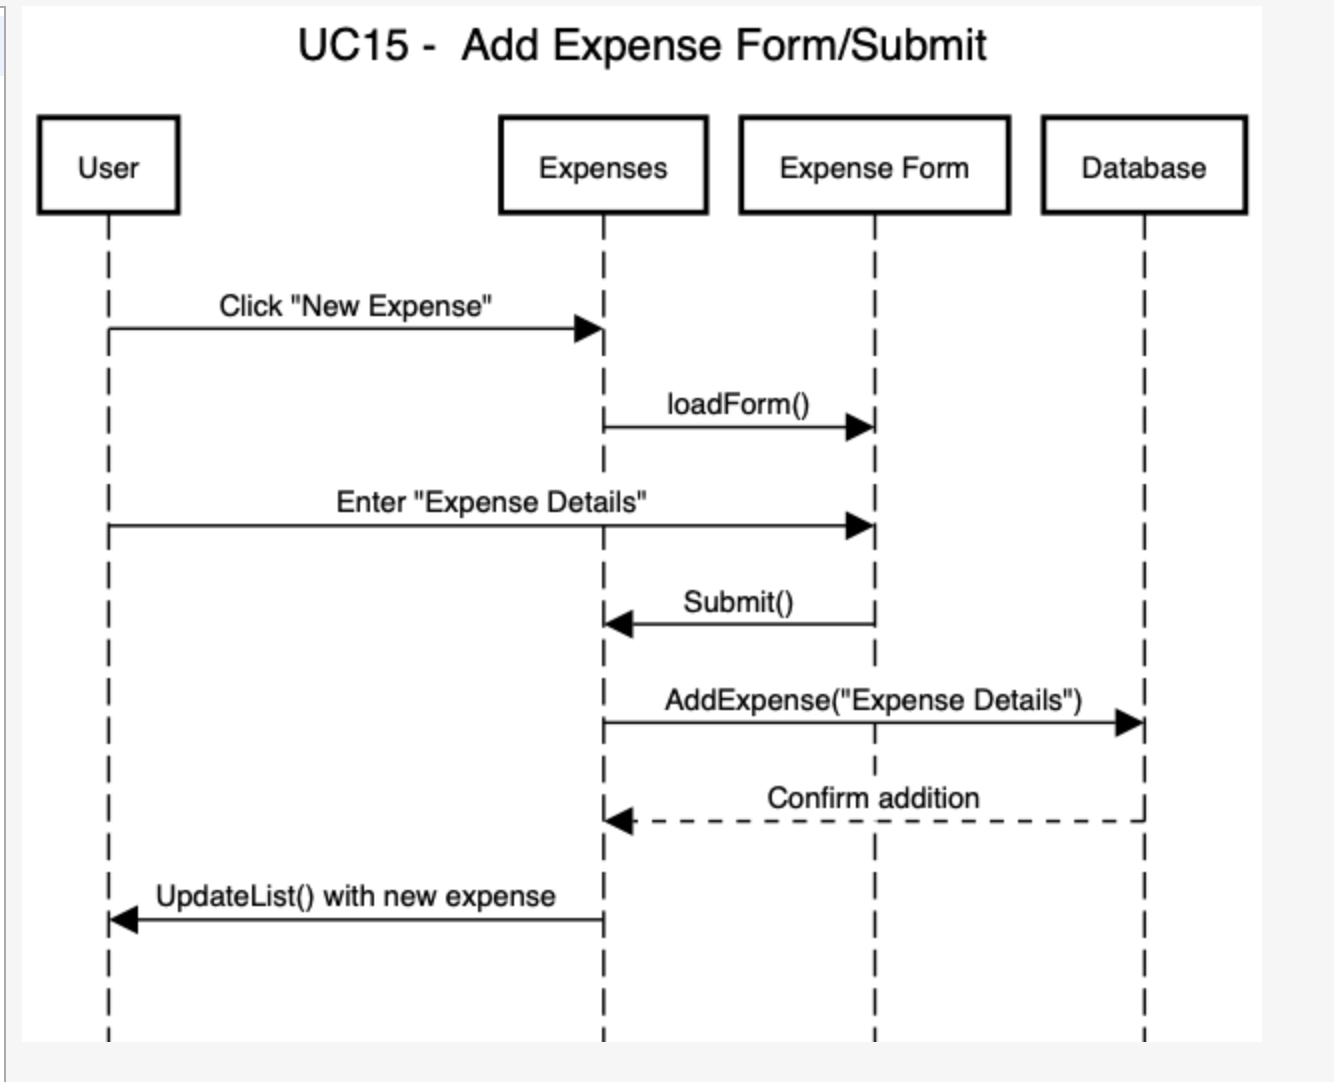 UC15 - Add Expense Form/Submit
User
Expenses
Expense Form
Database
Click "New Expense"
loadForm()
Enter "Expense Details"
Submit()
AddExpense("Expense Details")
Confirm addition
UpdateList() with new expense